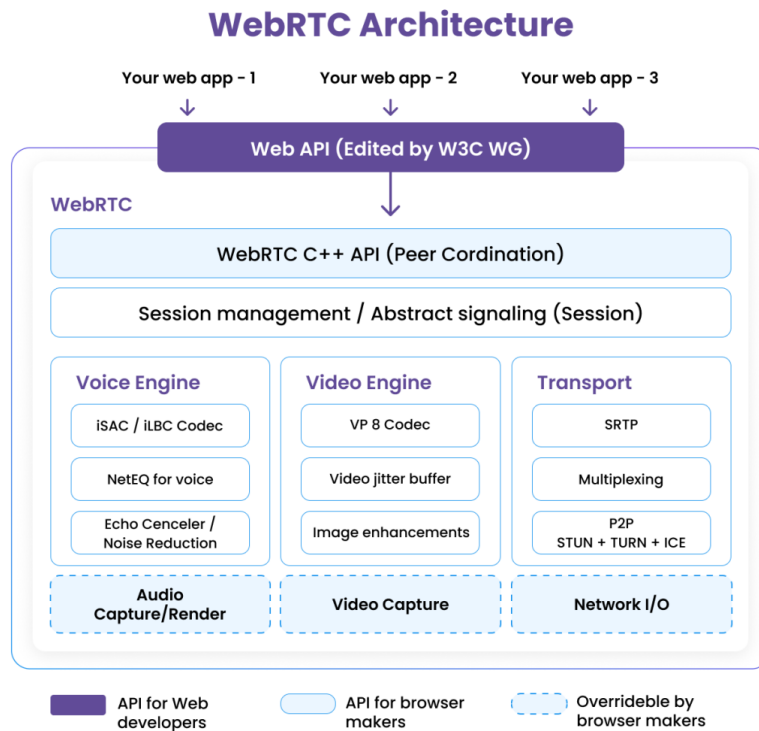 WebRTC Architecture
Your web app - 1
Your web app - 2
Your web app - 3
Web API (Edited by W3C WG)
WebRTC
WebRTC C++ API (Peer Cordination)
Session management / Abstract signaling (Session)
Voice Engine
iSAC / iLBC Codec
NetEQ for voice
Echo Cenceler /
Noise Reduction
Video Engine
VP 8 Codec
Video jitter buffer
Image enhancements
Transport
SRTP
Multiplexing
P2P
STUN + TURN + ICE
Audio
Capture/Render
Video Capture
Network I/O
API for Web
developers
API for browser
makers
Overrideble by
browser makers